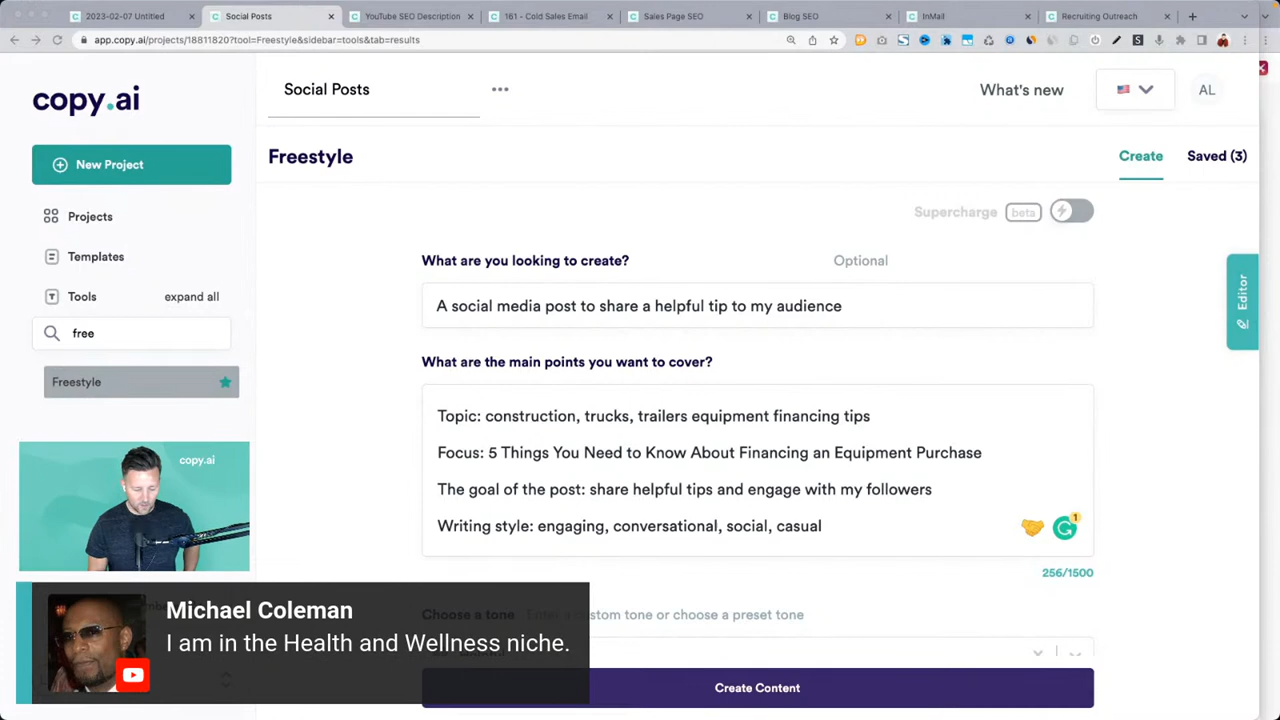 2023-02-07 Untitled
Social Posts
YouTube SEO Description
161 - Cold Sales Email
Sales Page SEO
Blog SEO
InMail
Recruiting Outreach
app.copy.ai/projects/18811820?tool=Freestyle&sidebar=tools&tab=results
copy.ai
Social Posts
What's new
AL
New Project
Freestyle
Create
Saved (3)
Projects
Supercharge
beta
Templates
What are you looking to create?
Optional
Tools
expand all
A social media post to share a helpful tip to my audience
free
What are the main points you want to cover?
Freestyle
Topic: construction, trucks, trailers equipment financing tips
Focus: 5 Things You Need to Know About Financing an Equipment Purchase
The goal of the post: share helpful tips and engage with my followers
Writing style: engaging, conversational, social, casual
1
copy.ai
256/1500
Choose a tone
custom tone or choose a preset tone
Michael Coleman
I am in the Health and Wellness niche.
Create Content